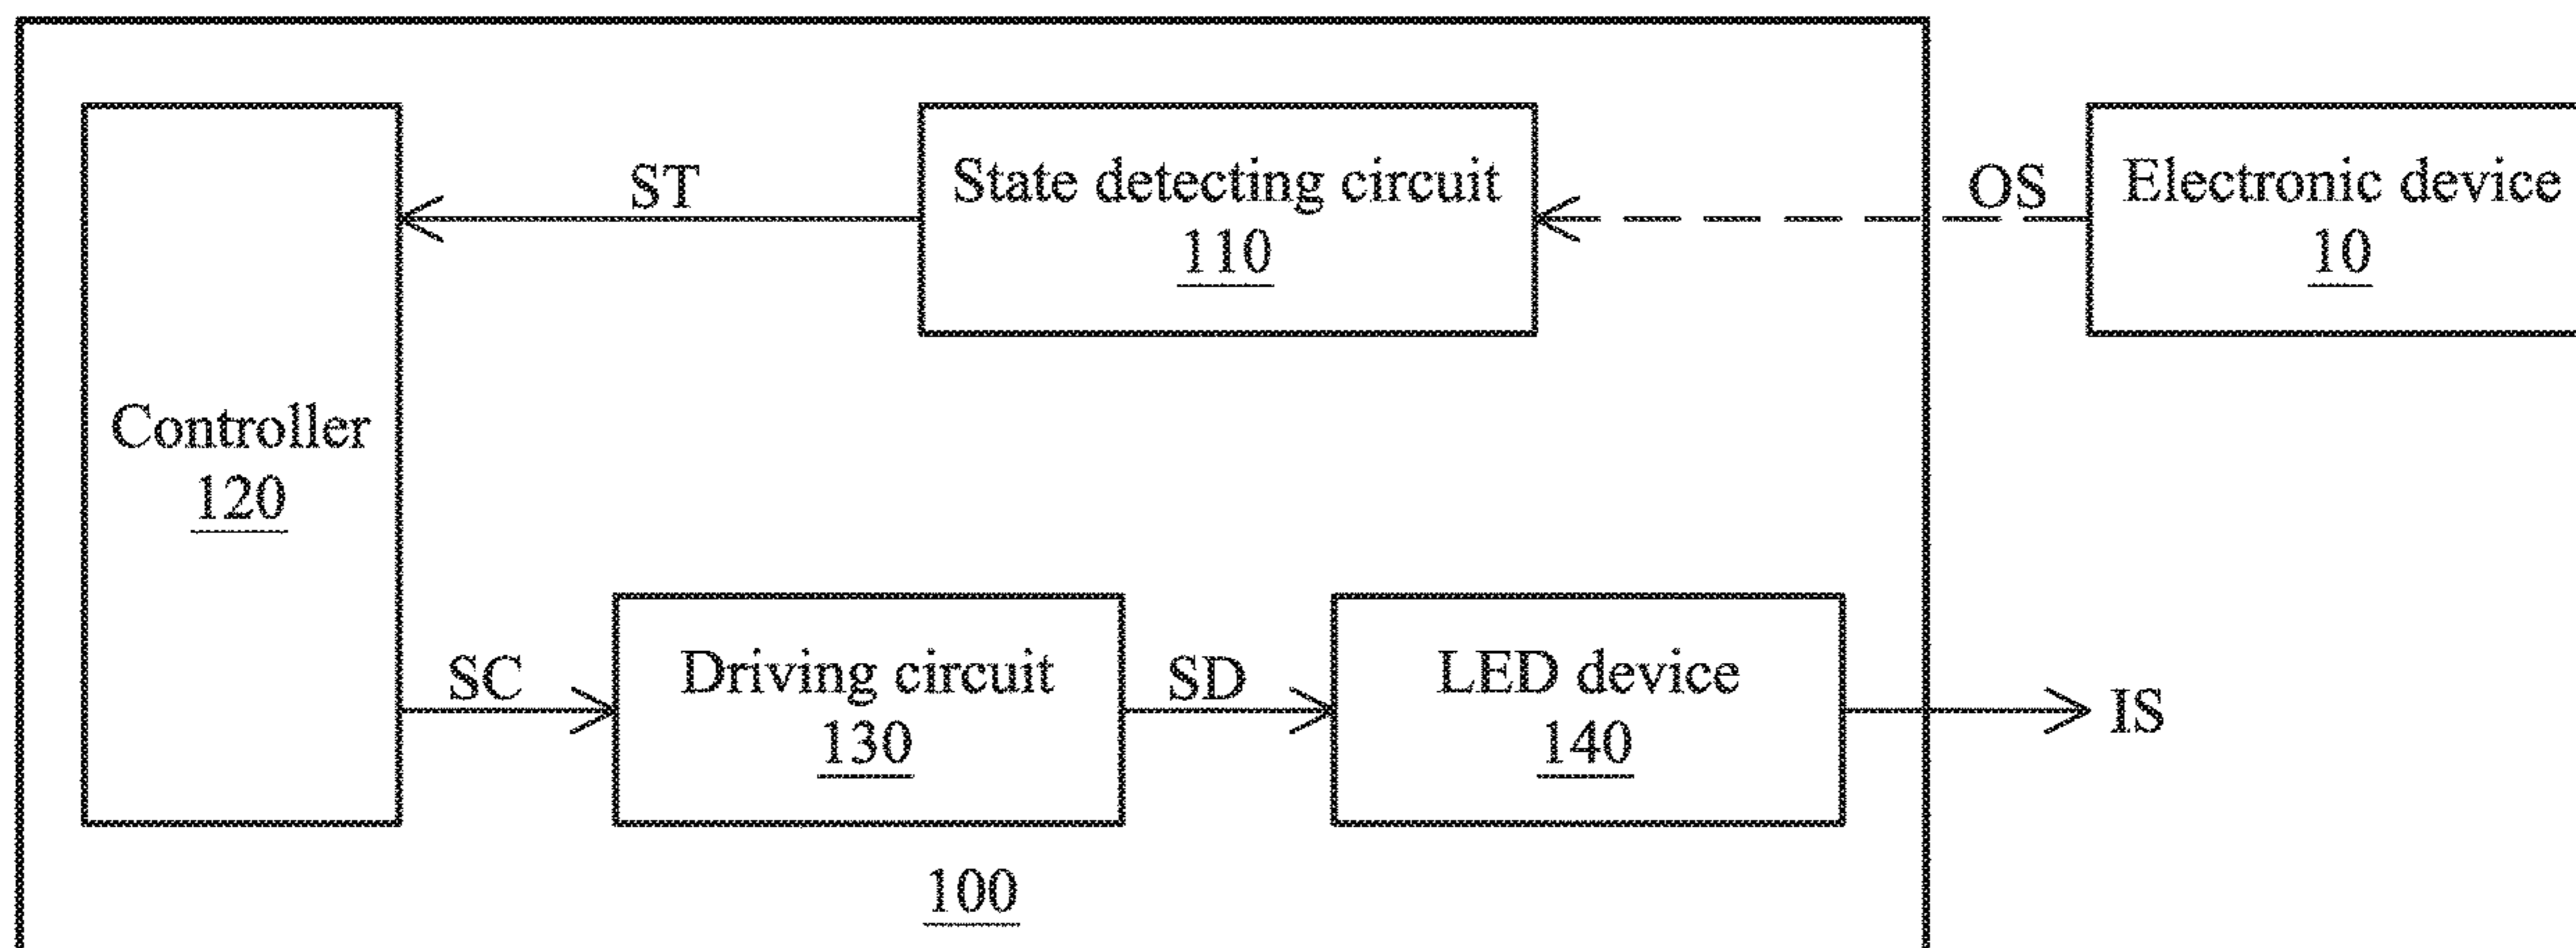 ST
State detecting circuit
110
OS
Electronic device
10
Controller
120
SC
Driving circuit
130
SD
LED device
140
IS
100